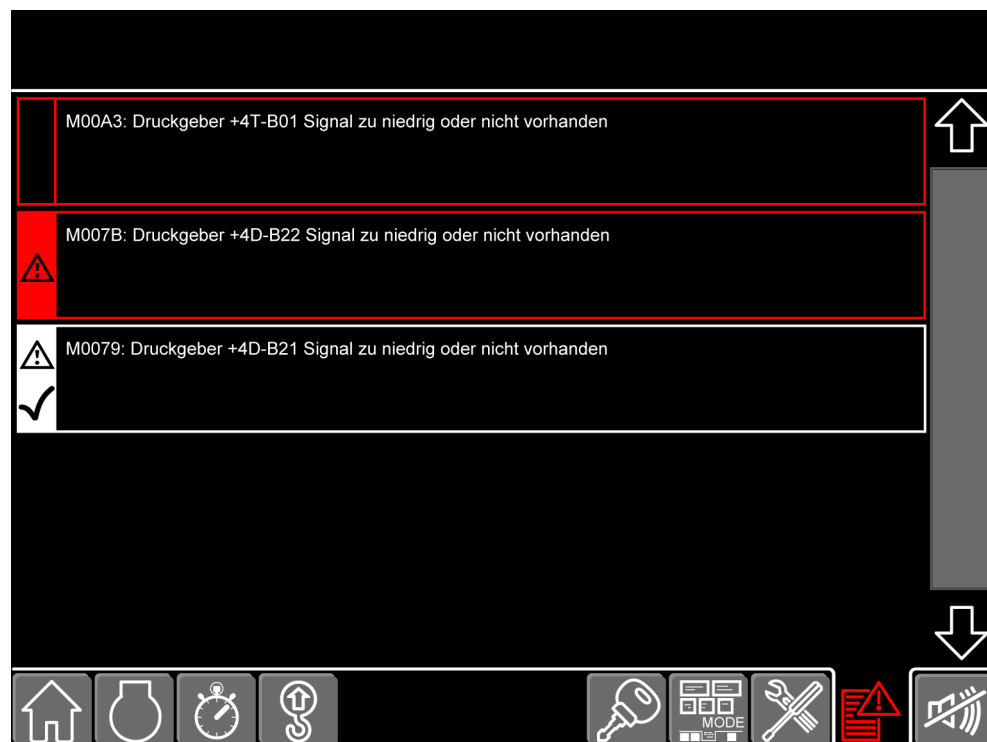 M00A3: Druckgeber +4T-B01 Signal zu niedrig oder nicht vorhanden
M007B: Druckgeber +4D-B22 Signal zu niedrig oder nicht vorhanden
M0079: Druckgeber +4D-B21 Signal zu niedrig oder nicht vorhanden
MODE